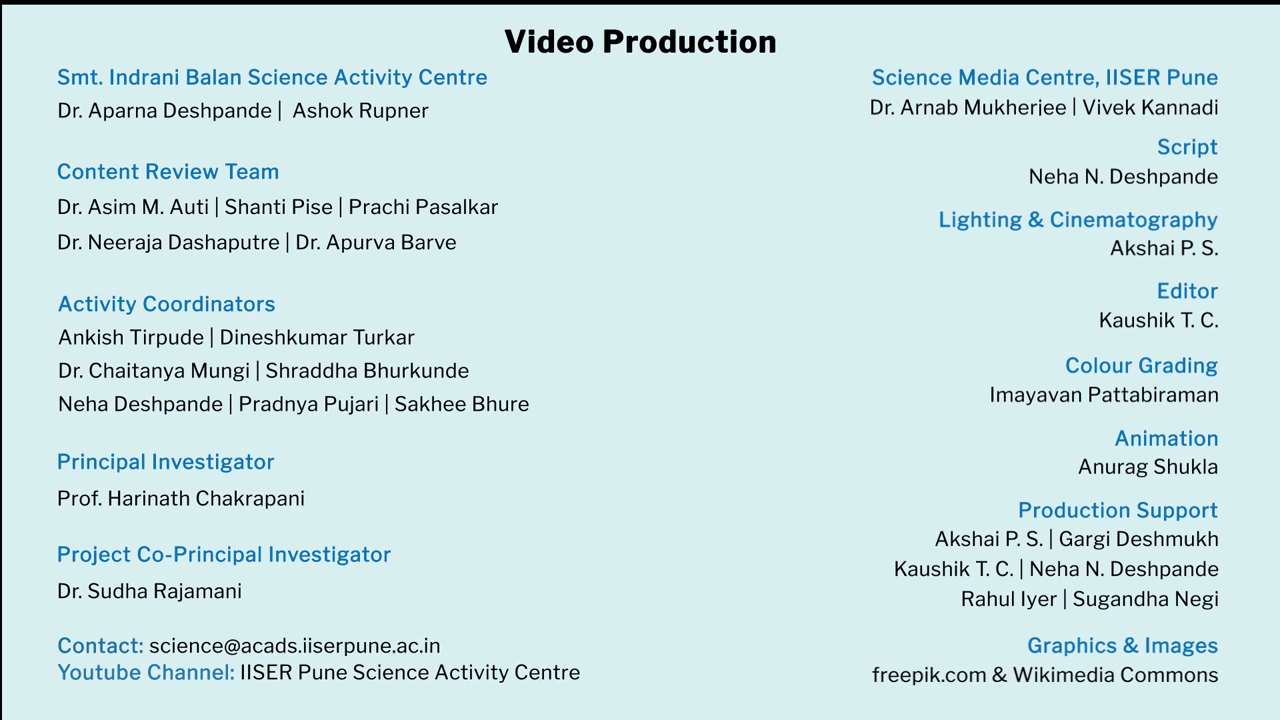 Video Production
Smt. Indrani Balan Science Activity Centre
Dr. Aparna Deshpande | Ashok Rupner
Content Review Team
Dr. Asim M. Auti | Shanti Pise | Prachi Pasalkar
Dr. Neeraja Dashaputre | Dr. Apurva Barve
Activity Coordinators
Ankish Tirpude | Dineshkumar Turkar
Dr. Chaitanya Mungi | Shraddha Bhurkunde
Neha Deshpande | Pradnya Pujari | Sakhee Bhure
Principal Investigator
Prof. Harinath Chakrapani
Project Co-Principal Investigator
Dr. Sudha Rajamani
Contact: science@acads.iiserpune.ac.in
Youtube Channel: IISER Pune Science Activity Centre
Science Media Centre, IISER Pune
Dr. Arnab Mukherjee | Vivek Kannadi
Script
Neha N. Deshpande
Lighting & Cinematography
Akshai P. S.
Editor
Kaushik T. C.
Colour Grading
Imayavan Pattabiraman
Animation
Anurag Shukla
Production Support
Akshai P. S. | Gargi Deshmukh
Kaushik T. C. | Neha N. Deshpande
Rahul Iyer | Sugandha Negi
Graphics & Images
freepik.com & Wikimedia Commons